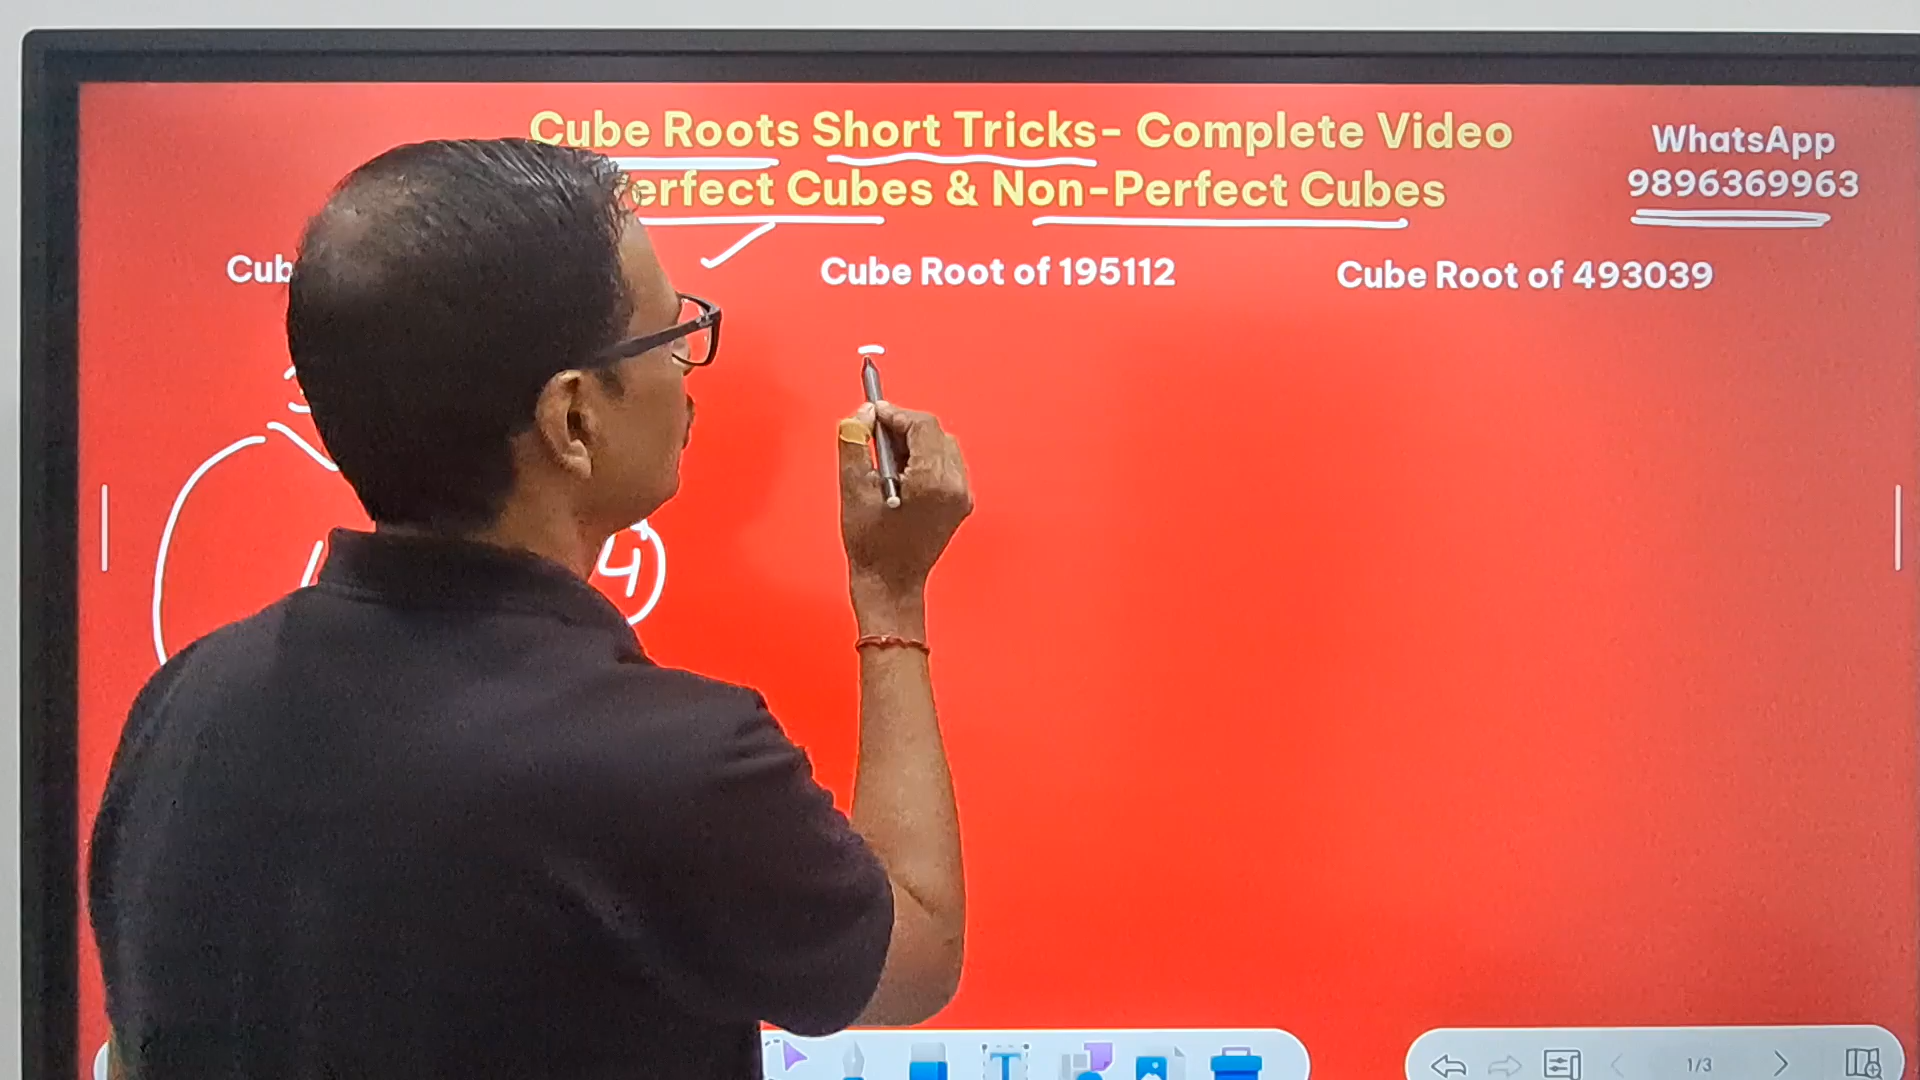 Cube Roots Short Tricks- Complete Video
erfect Cubes & Non-Perfect Cubes
WhatsApp
9896369963
Cub
Cube Root of 195112
Cube Root of 493039
4
1/3